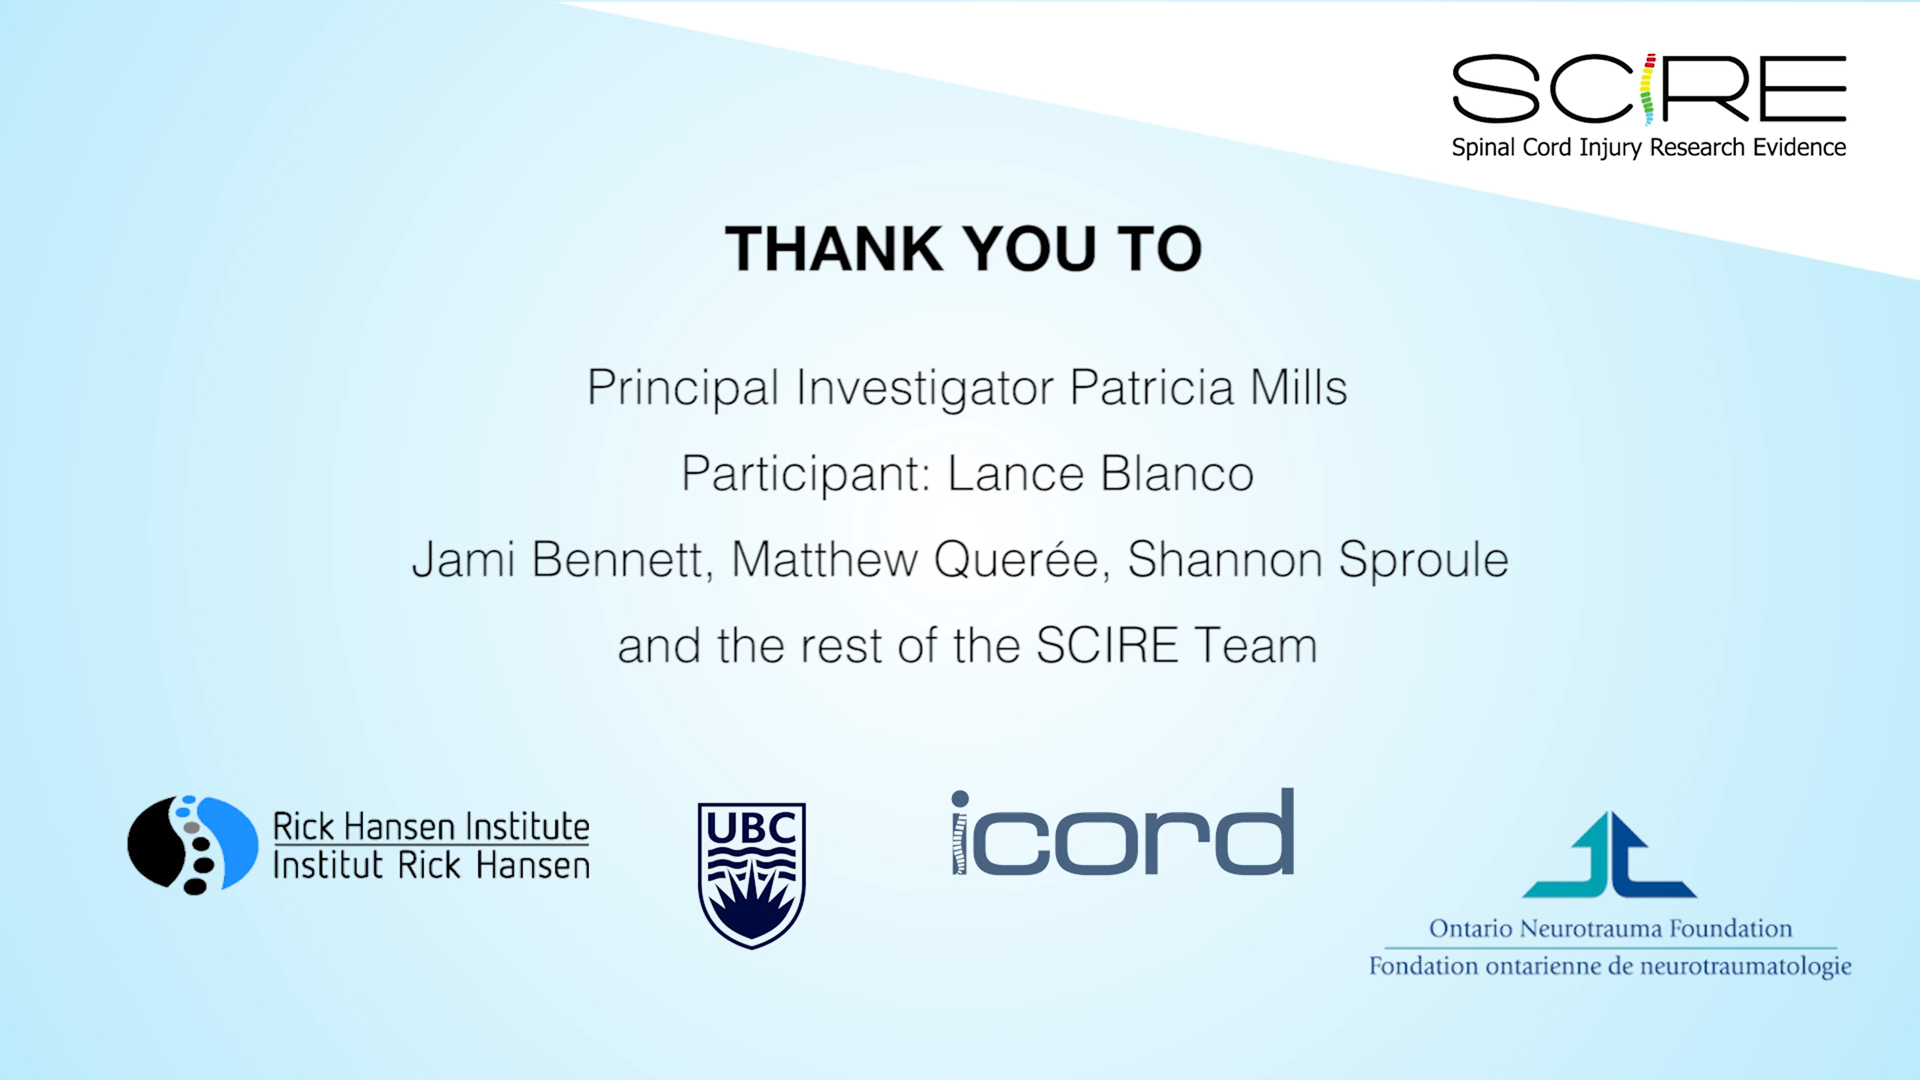 SCIRE
Spinal Cord Injury Research Evidence
THANK YOU TO
Principal Investigator Patricia Mills
Participant: Lance Blanco
Jami Bennett, Matthew Querée, Shannon Sproule
and the rest of the SCIRE Team
Rick Hansen Institute
Institut Rick Hansen
UBC
icord
Ontario Neurotrauma Foundation
Fondation ontarienne de neurotraumatologie